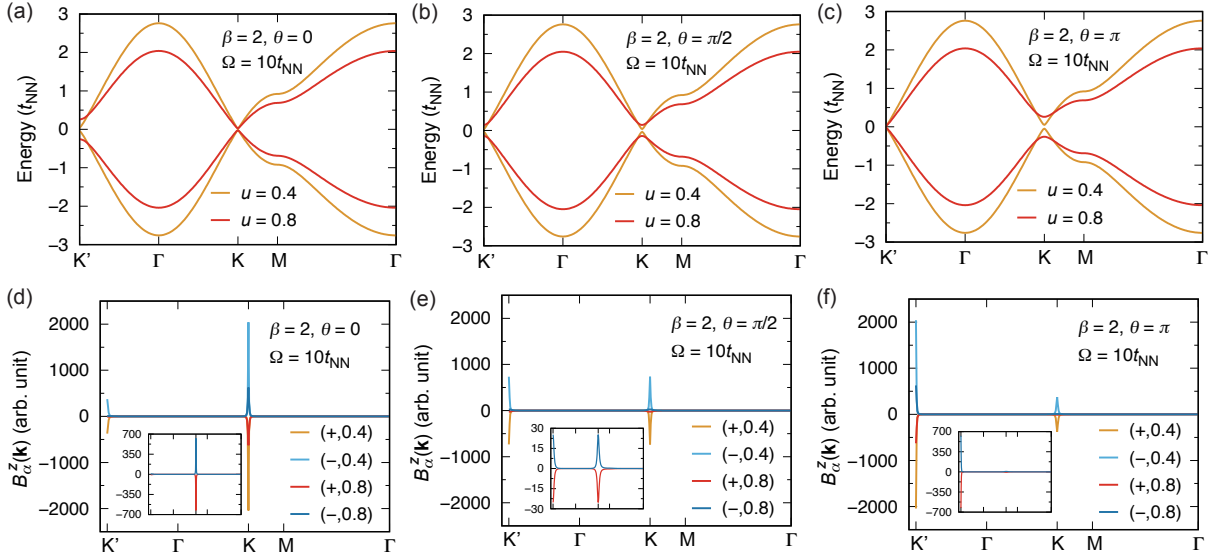 (a)
β = 2, θ = 0
Ω = 10tNN
Energy (tNN)
3
2
1
0
−1
−2
−3
u = 0.4
u = 0.8
K’ Γ K M Γ
(b)
β = 2, θ = π/2
Ω = 10tNN
Energy (tNN)
3
2
1
0
−1
−2
−3
u = 0.4
u = 0.8
K’ Γ K M Γ
(c)
β = 2, θ = π
Ω = 10tNN
Energy (tNN)
3
2
1
0
−1
−2
−3
u = 0.4
u = 0.8
K’ Γ K M Γ
(d)
β = 2, θ = 0
Ω = 10tNN
Bαz(k) (arb. unit)
2000
1000
0
−1000
−2000
700
350
0
−350
−700
(+,0.4)
(−,0.4)
(+,0.8)
(−,0.8)
K’ Γ K M Γ
(e)
β = 2, θ = π/2
Ω = 10tNN
Bαz(k) (arb. unit)
2000
1000
0
−1000
−2000
30
15
0
−15
−30
(+,0.4)
(−,0.4)
(+,0.8)
(−,0.8)
K’ Γ K M Γ
(f)
β = 2, θ = π
Ω = 10tNN
Bαz(k) (arb. unit)
2000
1000
0
−1000
−2000
700
350
0
−350
−700
(+,0.4)
(−,0.4)
(+,0.8)
(−,0.8)
K’ Γ K M Γ